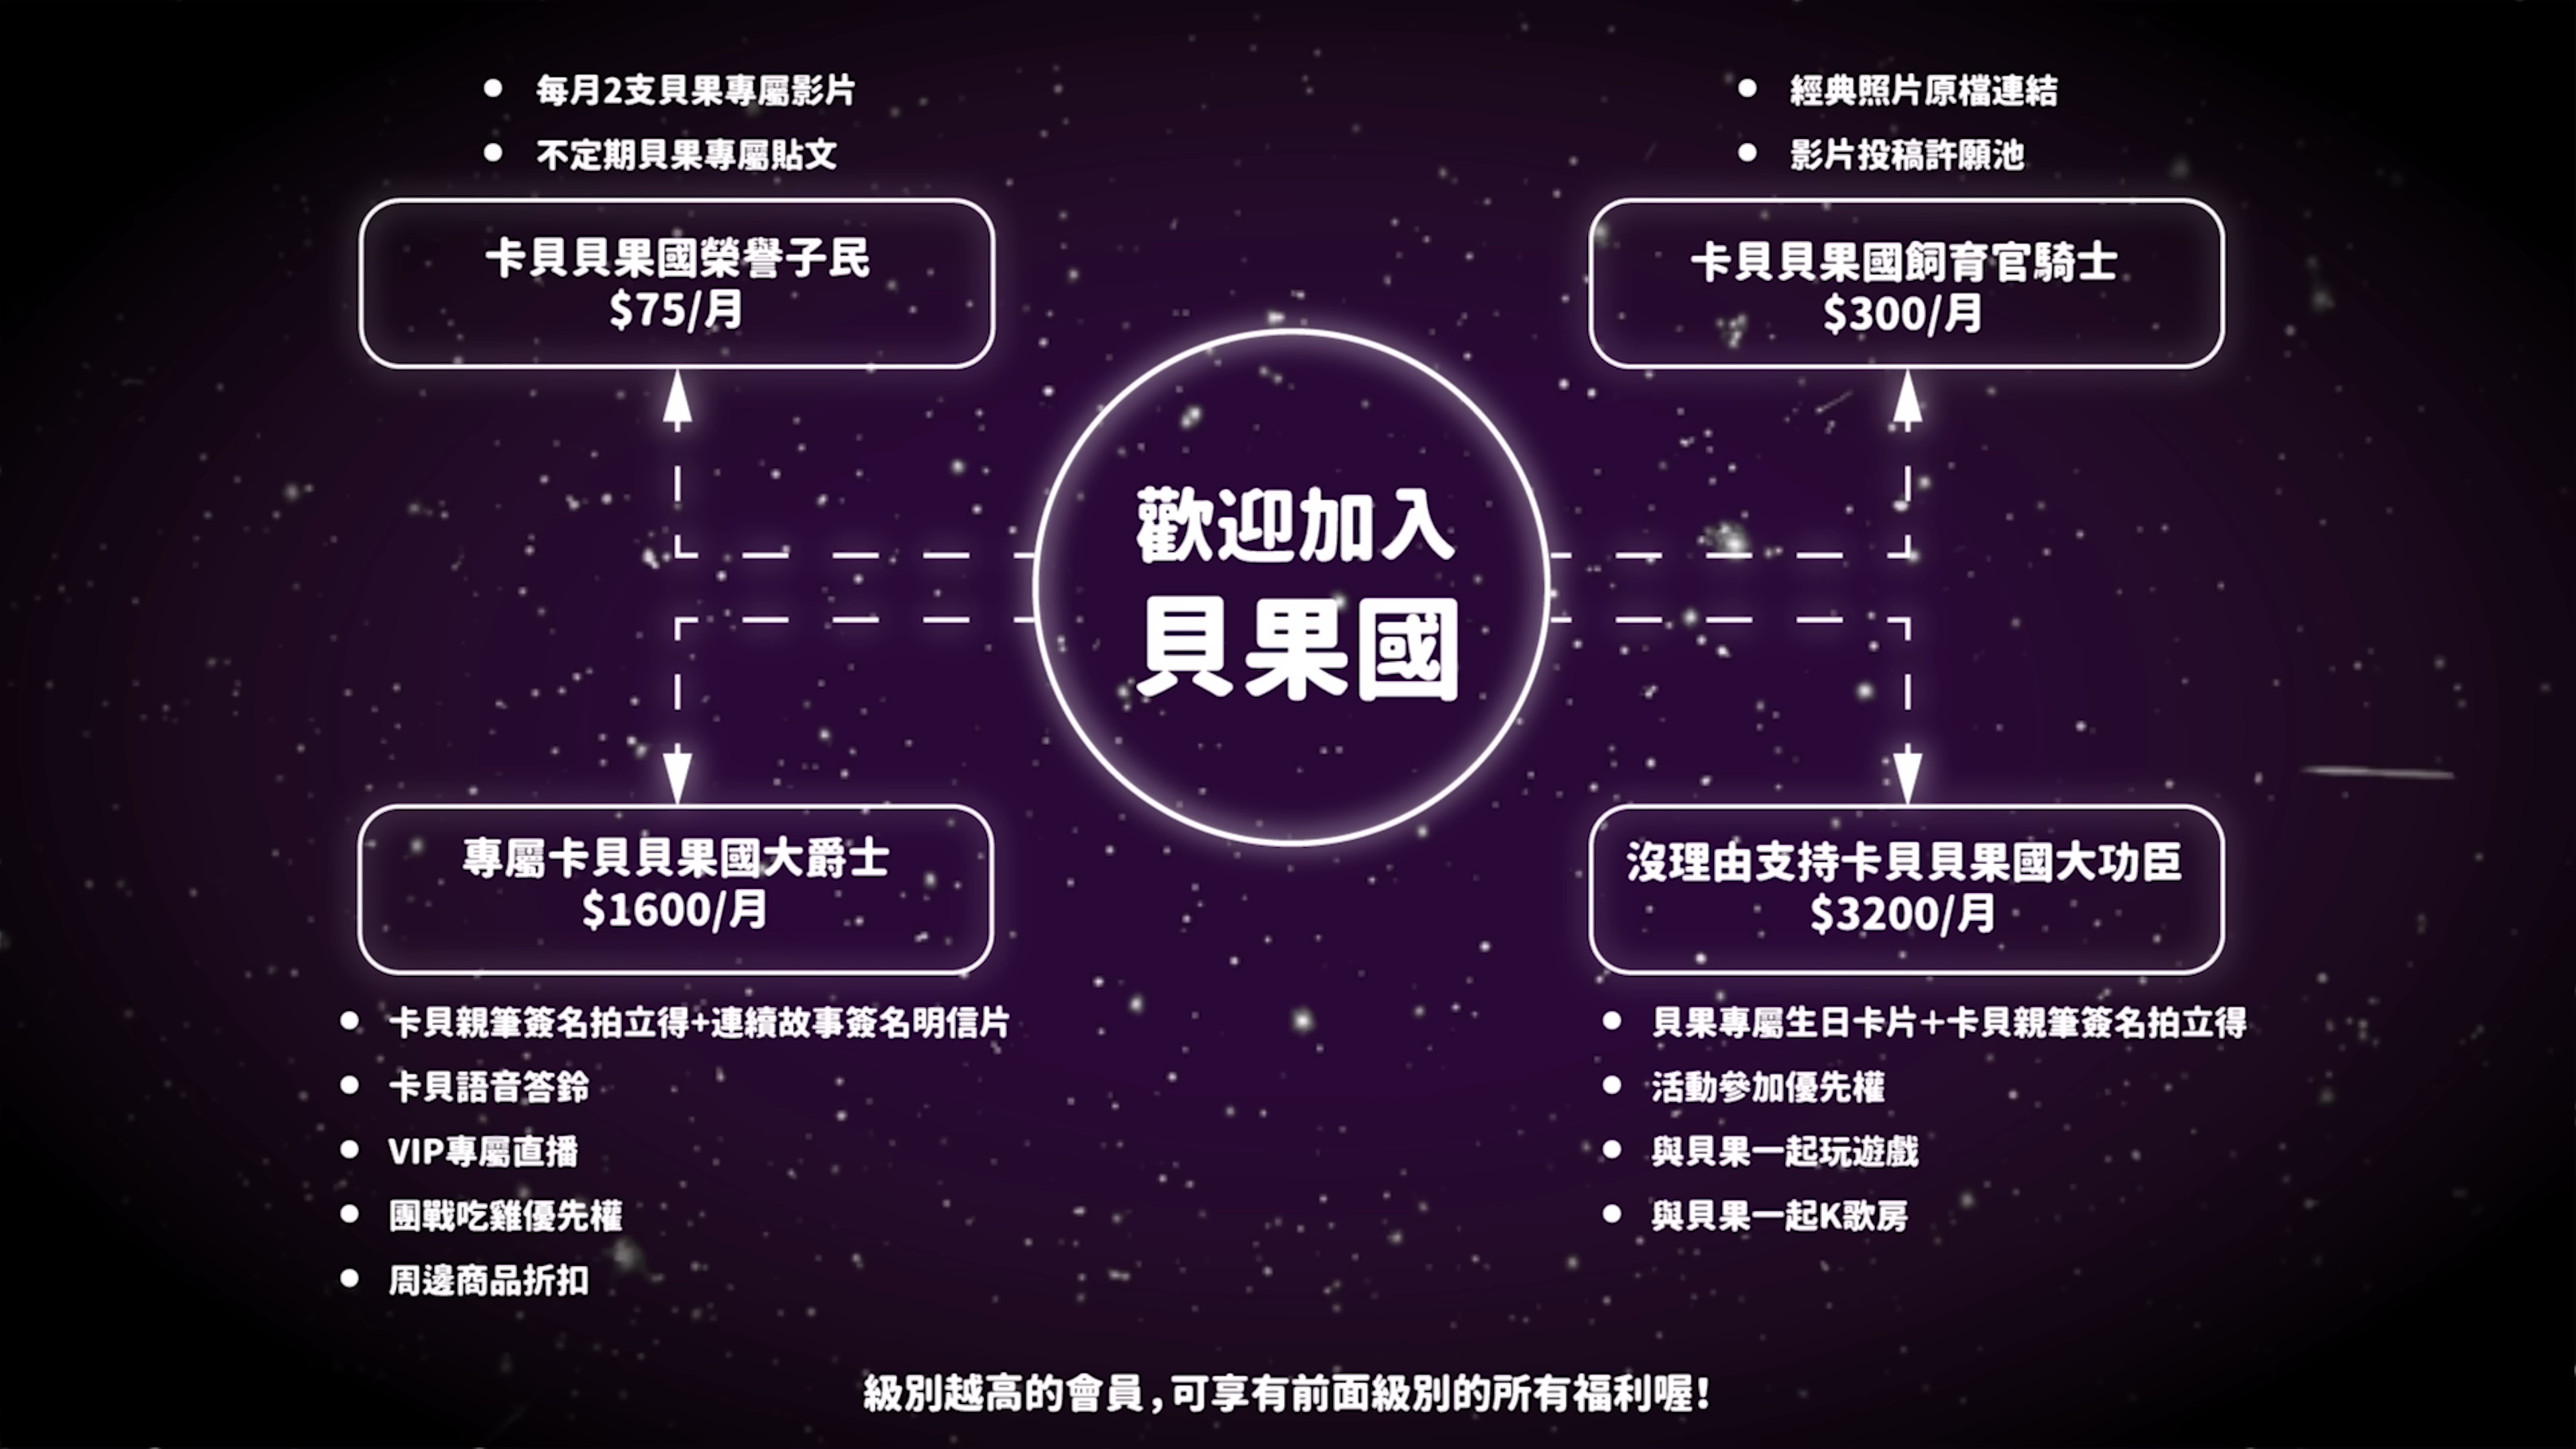 每月2支貝果專屬影片
不定期貝果專屬貼文
卡貝貝果國榮譽子民
$75/月
經典照片原檔連結
影片投稿許願池
卡貝貝果國飼育官騎士
$300/月
歡迎加入
貝果國
專屬卡貝貝果國大爵士
$1600/月
卡貝親筆簽名拍立得+連續故事簽名明信片
卡貝語音答鈴
VIP專屬直播
團戰吃雞優先權
周邊商品折扣
沒理由支持卡貝貝果國大功臣
$3200/月
貝果專屬生日卡片+卡貝親筆簽名拍立得
活動參加優先權
與貝果一起玩遊戲
與貝果一起K歌房
級別越高的會員,可享有前面級別的所有福利喔!